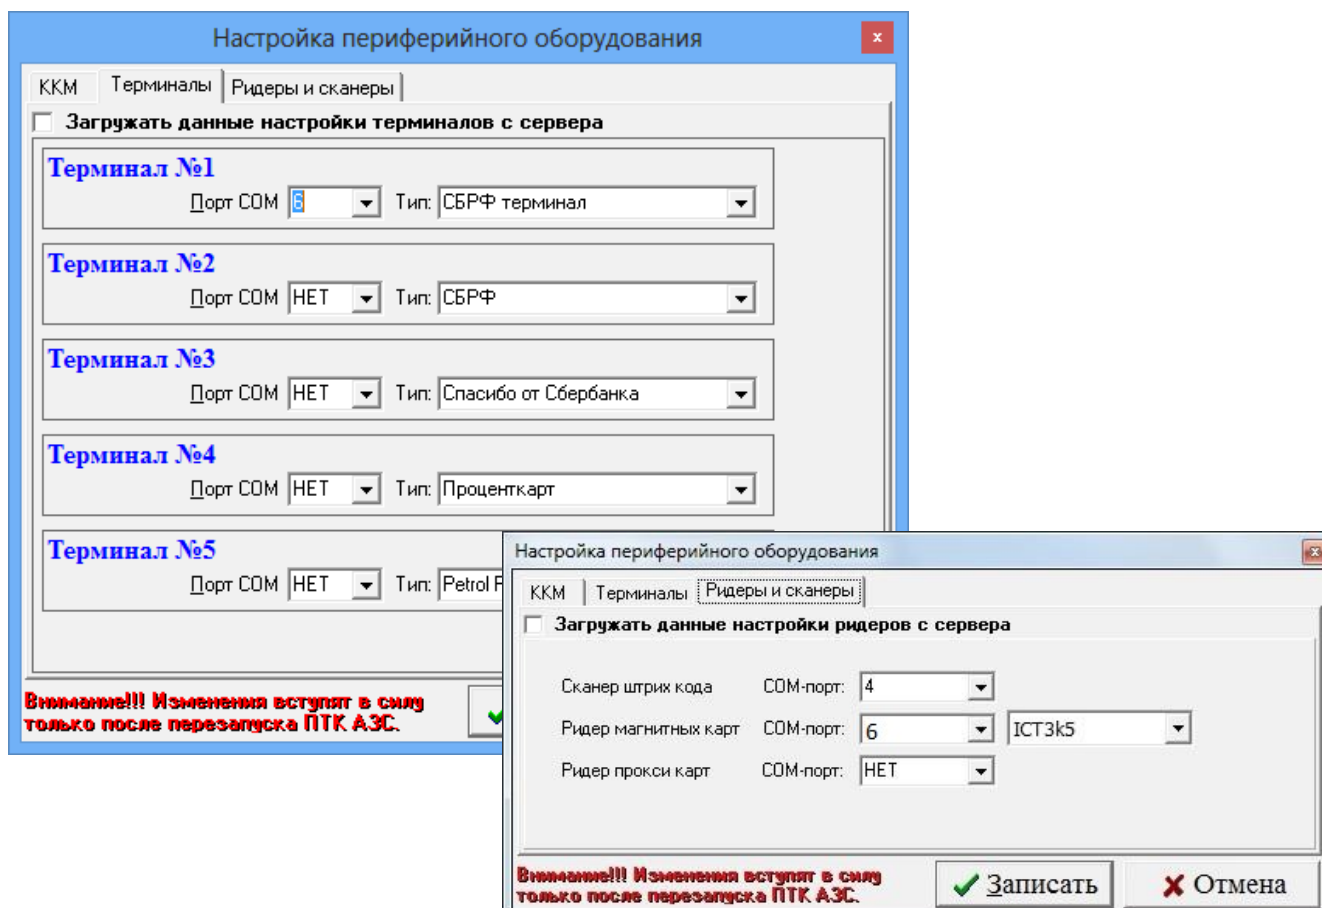 Настройка периферийного оборудования
x
ККМ Терминалы Ридеры и сканеры
Загружать данные настройки терминалов с сервера
Терминал №1
Порт COM 6 Тип: СБРФ терминал
Терминал №2
Порт COM НЕТ Тип: СБРФ
Терминал №3
Порт COM НЕТ Тип: Спасибо от Сбербанка
Терминал №4
Порт COM НЕТ Тип: Проценткарт
Терминал №5
Порт COM НЕТ Тип: Petrol
Внимание!!! Изменения вступят в силу
только после перезапуска ПТК АЗС.
Настройка периферийного оборудования
x
ККМ Терминалы Ридеры и сканеры
Загружать данные настройки ридеров с сервера
Сканер штрих кода COM-порт: 4
Ридер магнитных карт COM-порт: 6 ICT3k5
Ридер прокси карт COM-порт: НЕТ
Внимание!!! Изменения вступят в силу
только после перезапуска ПТК АЗС.
Записать Отмена